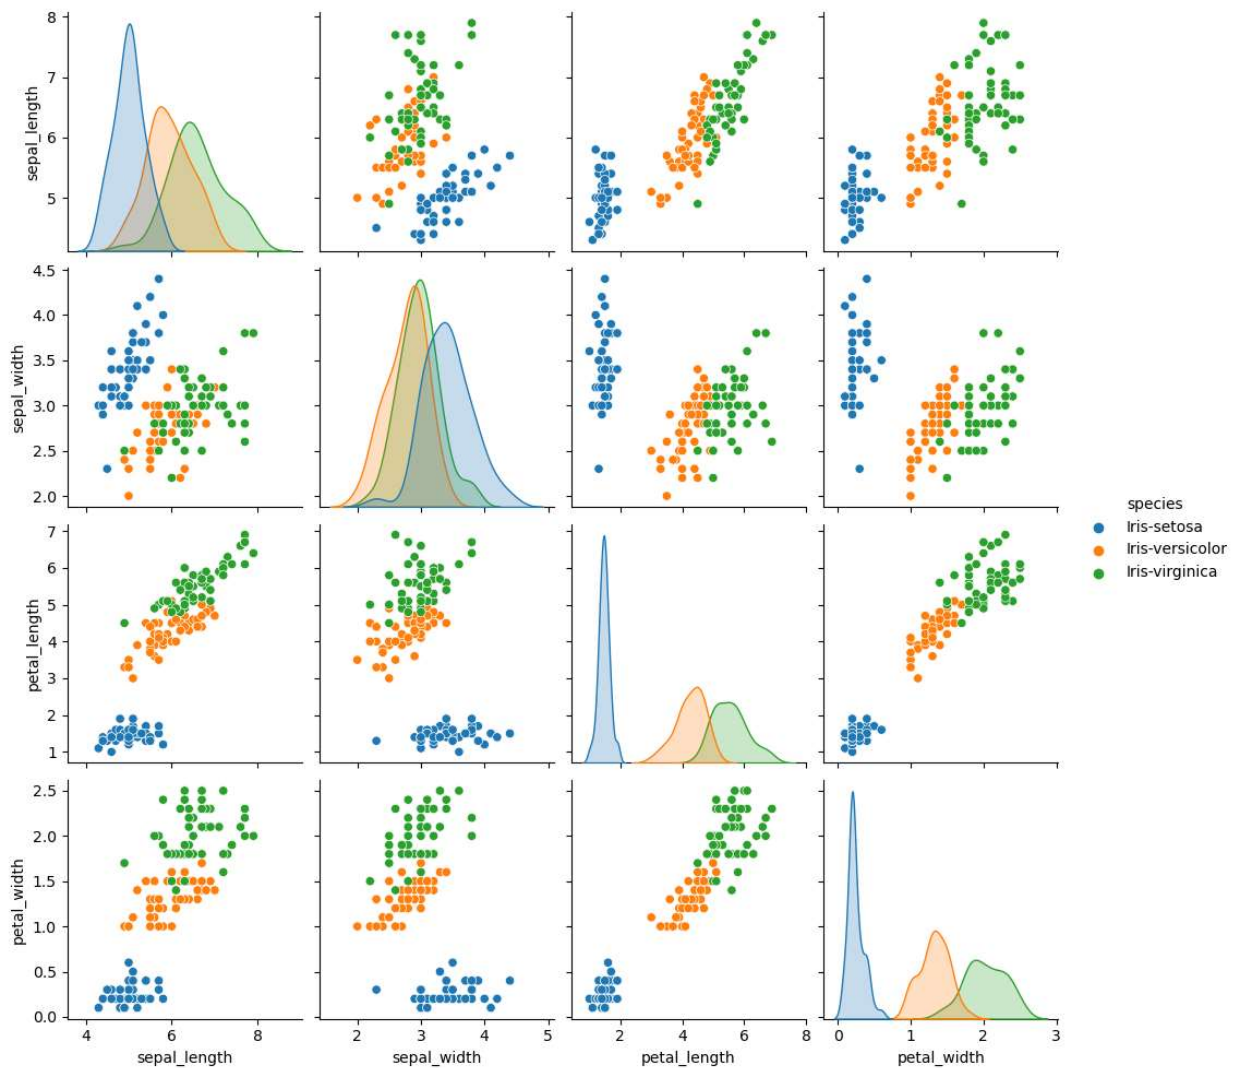 8
7
6
5
sepal_length
4.5
4.0
3.5
3.0
2.5
2.0
sepal_width
species
Iris-setosa
Iris-versicolor
Iris-virginica
7
6
5
4
3
2
1
petal_length
2.5
2.0
1.5
1.0
0.5
0.0
petal_width
4 6 8
sepal_length
2 3 4 5
sepal_width
2 4 6 8
petal_length
0 1 2 3
petal_width